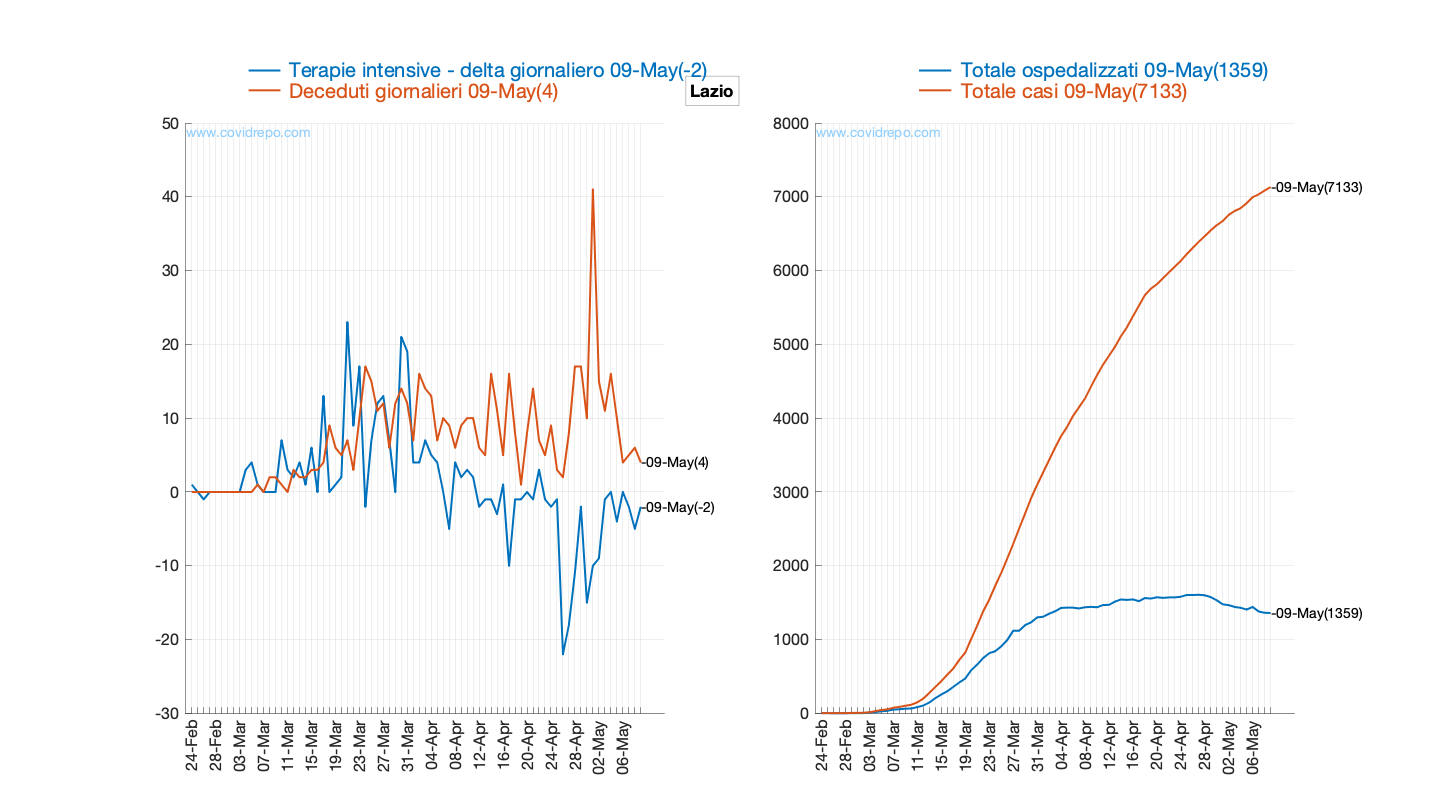 Terapie intensive - delta giornaliero 09-May(-2)
Deceduti giornalieri 09-May(4)
Lazio
www.covidrepo.com
50
40
30
20
10
0
-10
-20
-30
-09-May(4)
-09-May(-2)
24-Feb
28-Feb
03-Mar
07-Mar
11-Mar
15-Mar
19-Mar
23-Mar
27-Mar
31-Mar
04-Apr
08-Apr
12-Apr
16-Apr
20-Apr
24-Apr
28-Apr
02-May
06-May
Totale ospedalizzati 09-May(1359)
Totale casi 09-May(7133)
www.covidrepo.com
8000
7000
6000
5000
4000
3000
2000
1000
0
-09-May(7133)
-09-May(1359)
24-Feb
28-Feb
03-Mar
07-Mar
11-Mar
15-Mar
19-Mar
23-Mar
27-Mar
31-Mar
04-Apr
08-Apr
12-Apr
16-Apr
20-Apr
24-Apr
28-Apr
02-May
06-May